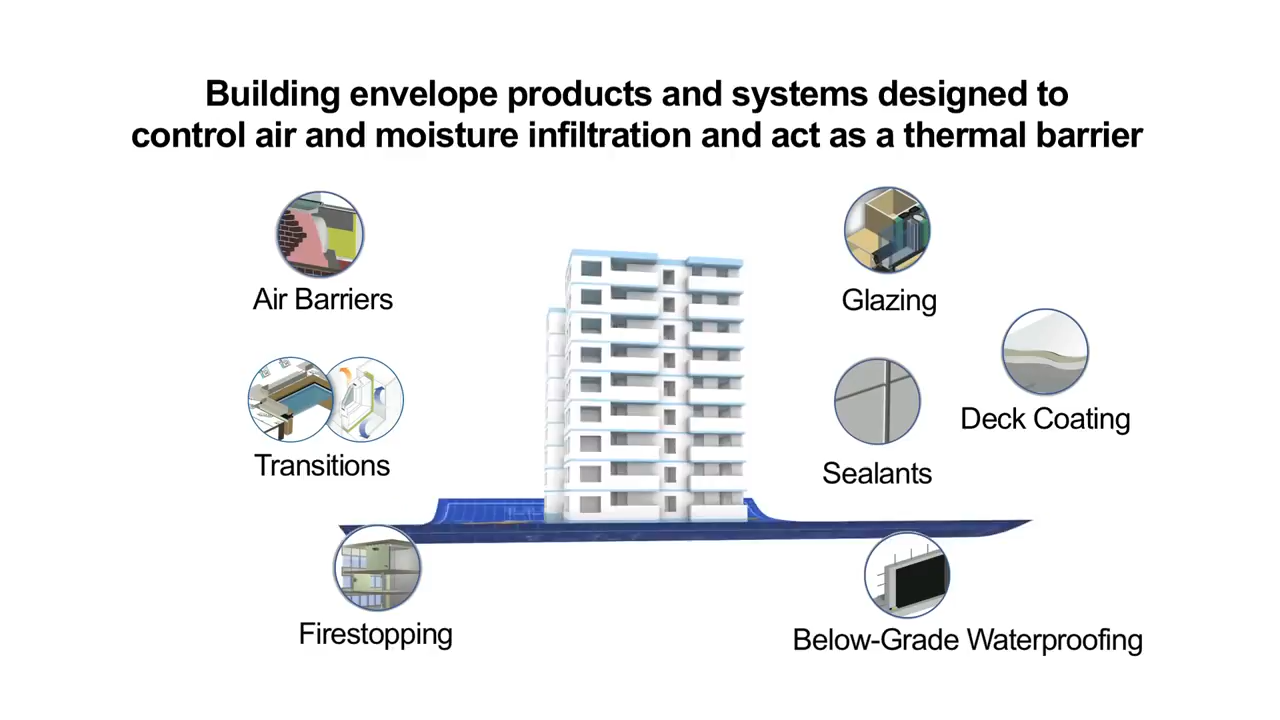 Building envelope products and systems designed to
control air and moisture infiltration and act as a thermal barrier
Air Barriers
Glazing
Deck Coating
Transitions
Sealants
Firestopping
Below-Grade Waterproofing